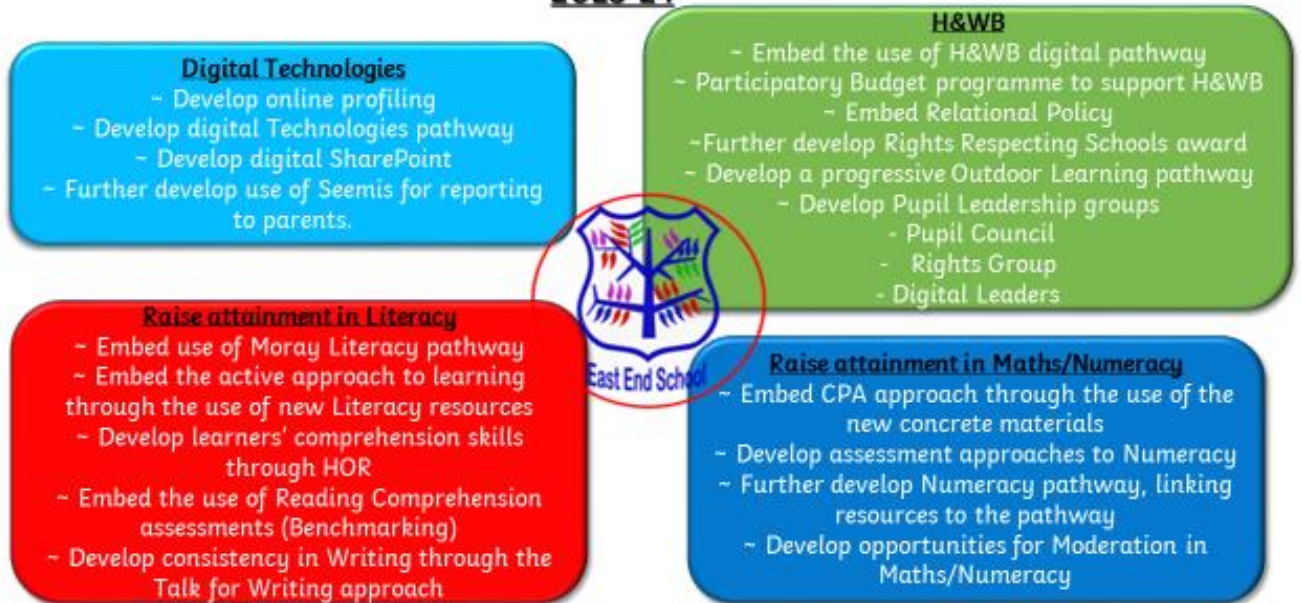 Digital Technologies
~ Develop online profiling
~ Develop digital Technologies pathway
~ Develop digital SharePoint
~ Further develop use of Seemis for reporting
to parents.
H&WB
~ Embed the use of H&WB digital pathway
~ Participatory Budget programme to support H&WB
~ Embed Relational Policy
~Further develop Rights Respecting Schools award
~ Develop a progressive Outdoor Learning pathway
~ Develop Pupil Leadership groups
- Pupil Council
- Rights Group
- Digital Leaders
East End School
Raise attainment in Literacy
~ Embed use of Moray Literacy pathway
~ Embed the active approach to learning
through the use of new Literacy resources
~ Develop learners' comprehension skills
through HOR
~ Embed the use of Reading Comprehension
assessments (Benchmarking)
~ Develop consistency in Writing through the
Talk for Writing approach
Raise attainment in Maths/Numeracy
~ Embed CPA approach through the use of the
new concrete materials
~ Develop assessment approaches to Numeracy
~ Further develop Numeracy pathway, linking
resources to the pathway
~ Develop opportunities for Moderation in
Maths/Numeracy